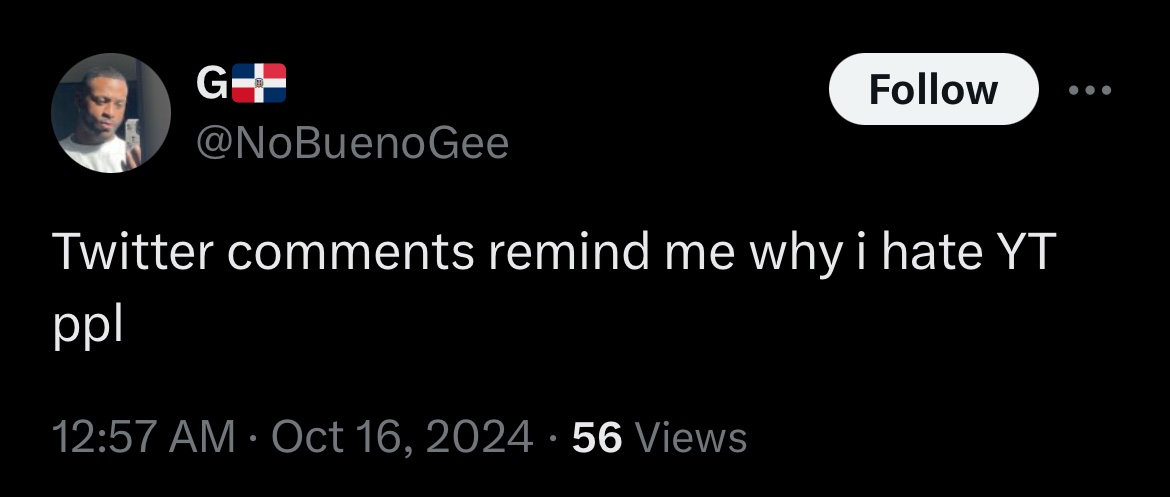 G🇩🇴
@NoBuenoGee
Follow
Twitter comments remind me why i hate YT
ppl
12:57 AM · Oct 16, 2024 · 56 Views